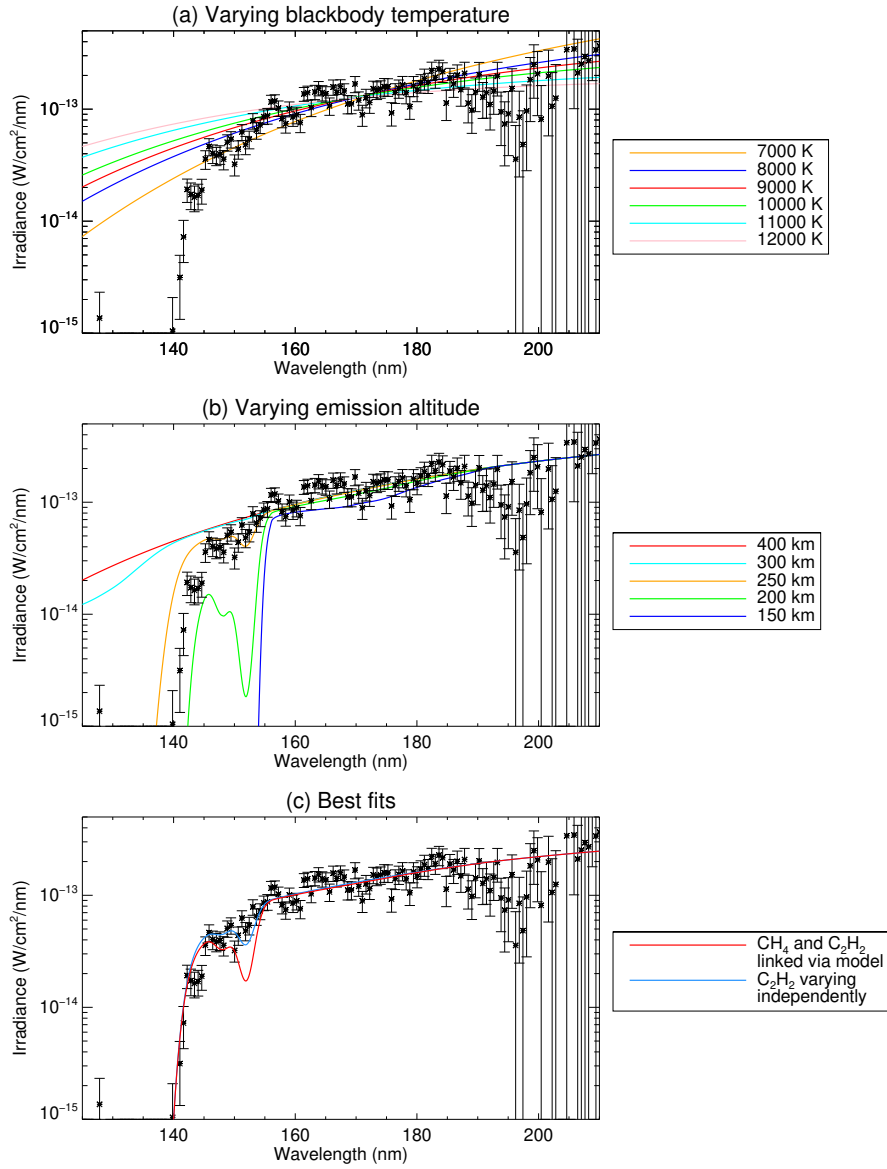 (a) Varying blackbody temperature
Irradiance (W/cm²/nm)
10⁻¹³
10⁻¹⁴
10⁻¹⁵
140 160 180 200
Wavelength (nm)
7000 K
8000 K
9000 K
10000 K
11000 K
12000 K
(b) Varying emission altitude
Irradiance (W/cm²/nm)
10⁻¹³
10⁻¹⁴
10⁻¹⁵
140 160 180 200
Wavelength (nm)
400 km
300 km
250 km
200 km
150 km
(c) Best fits
Irradiance (W/cm²/nm)
10⁻¹³
10⁻¹⁴
10⁻¹⁵
140 160 180 200
Wavelength (nm)
CH₄ and C₂H₂
linked via model
C₂H₂ varying
independently